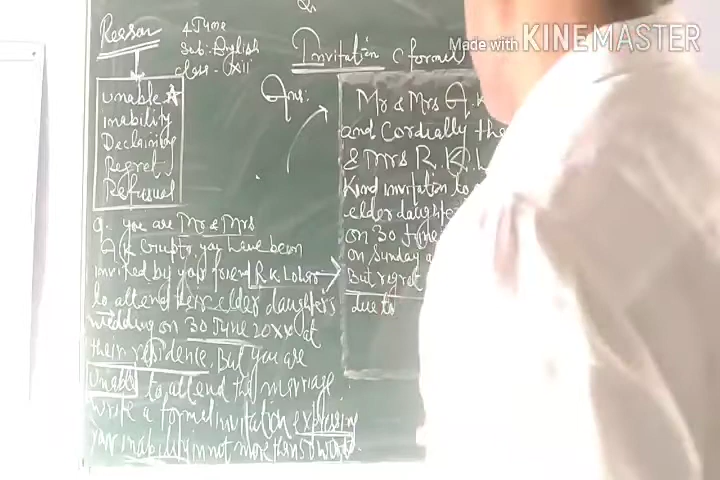 Made with KINEMASTER
Reason
4 June
Sub:- English
class - (xii
Invitation (formal
unable
inability
Declaining
Regret
Refusual
Ans:
Mr & Mrs A.K
and Cordially the
& Mrs R.K.L
Kind invitation to
elder daughter
on 30 June
on Sunday a
But regret
due to
Q. you are Mr & Mrs
A.K Gupta, you have been
invited by your friend R K
to attend their elder daughter's
wedding on 30 June 20xx at
their residence. But you are
unable to attend the marriage.
write a formal invitation expressing
your inability in not more than 50 words.